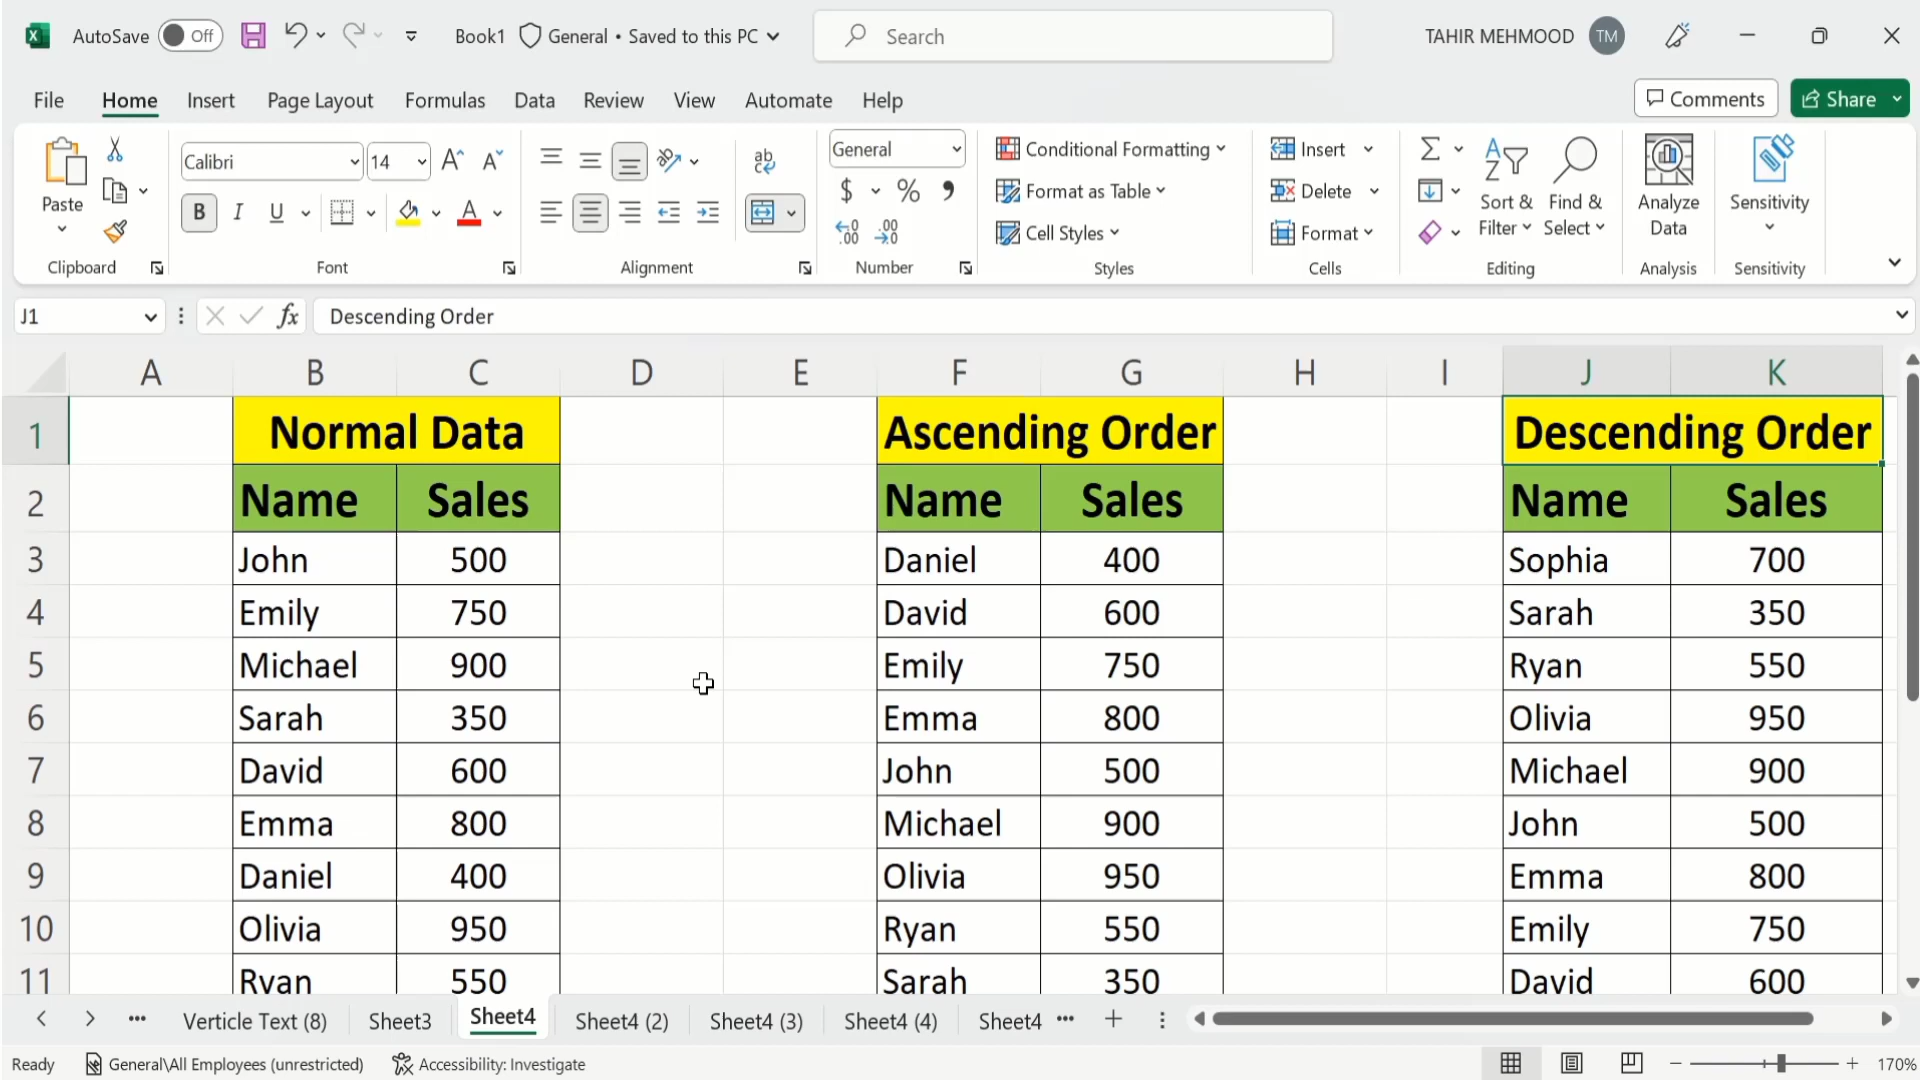 AutoSave Off Book1 General • Saved to this PC Search TAHIR MEHMOOD TM
File Home Insert Page Layout Formulas Data Review View Automate Help Comments Share
Paste
Clipboard
Calibri 14
B I U A
Font
ab
Alignment
General
$ % 9
Number
Conditional Formatting
Format as Table
Cell Styles
Styles
Insert
Delete
Format
Cells
Sort & Filter
Find & Select
Editing
Analyze Data
Analysis
Sensitivity
Sensitivity
J1 fx Descending Order
A B C D E F G H I J K
1 Normal Data Ascending Order Descending Order
2 Name Sales Name Sales Name Sales
3 John 500 Daniel 400 Sophia 700
4 Emily 750 David 600 Sarah 350
5 Michael 900 Emily 750 Ryan 550
6 Sarah 350 Emma 800 Olivia 950
7 David 600 John 500 Michael 900
8 Emma 800 Michael 900 John 500
9 Daniel 400 Olivia 950 Emma 800
10 Olivia 950 Ryan 550 Emily 750
11 Ryan 550 Sarah 350 David 600
Verticle Text (8) Sheet3 Sheet4 Sheet4 (2) Sheet4 (3) Sheet4 (4) Sheet4
Ready General\All Employees (unrestricted) Accessibility: Investigate 170%